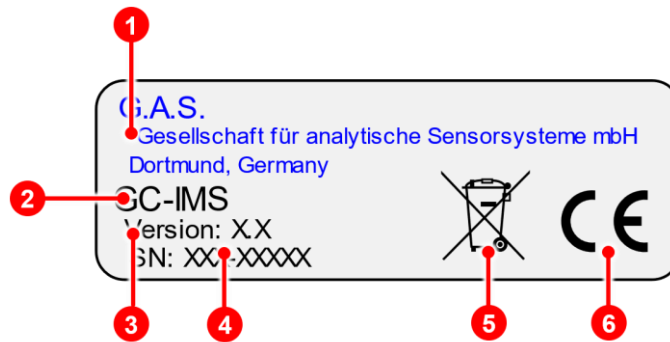 1
G.A.S.
Gesellschaft für analytische Sensorsysteme mbH
Dortmund, Germany
2
GC-IMS
Version: X.X
SN: XXX-XXXXX
CE
3
4
5
6